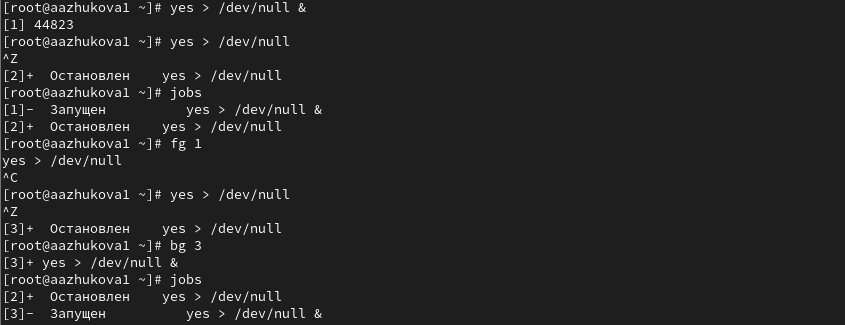 [root@aazhukova1 ~]# yes > /dev/null &
[1] 44823
[root@aazhukova1 ~]# yes > /dev/null
^Z
[2]+  Остановлен    yes > /dev/null
[root@aazhukova1 ~]# jobs
[1]-  Запущен          yes > /dev/null &
[2]+  Остановлен    yes > /dev/null
[root@aazhukova1 ~]# fg 1
yes > /dev/null
^C
[root@aazhukova1 ~]# yes > /dev/null
^Z
[3]+  Остановлен    yes > /dev/null
[root@aazhukova1 ~]# bg 3
[3]+ yes > /dev/null &
[root@aazhukova1 ~]# jobs
[2]+  Остановлен    yes > /dev/null
[3]-  Запущен          yes > /dev/null &